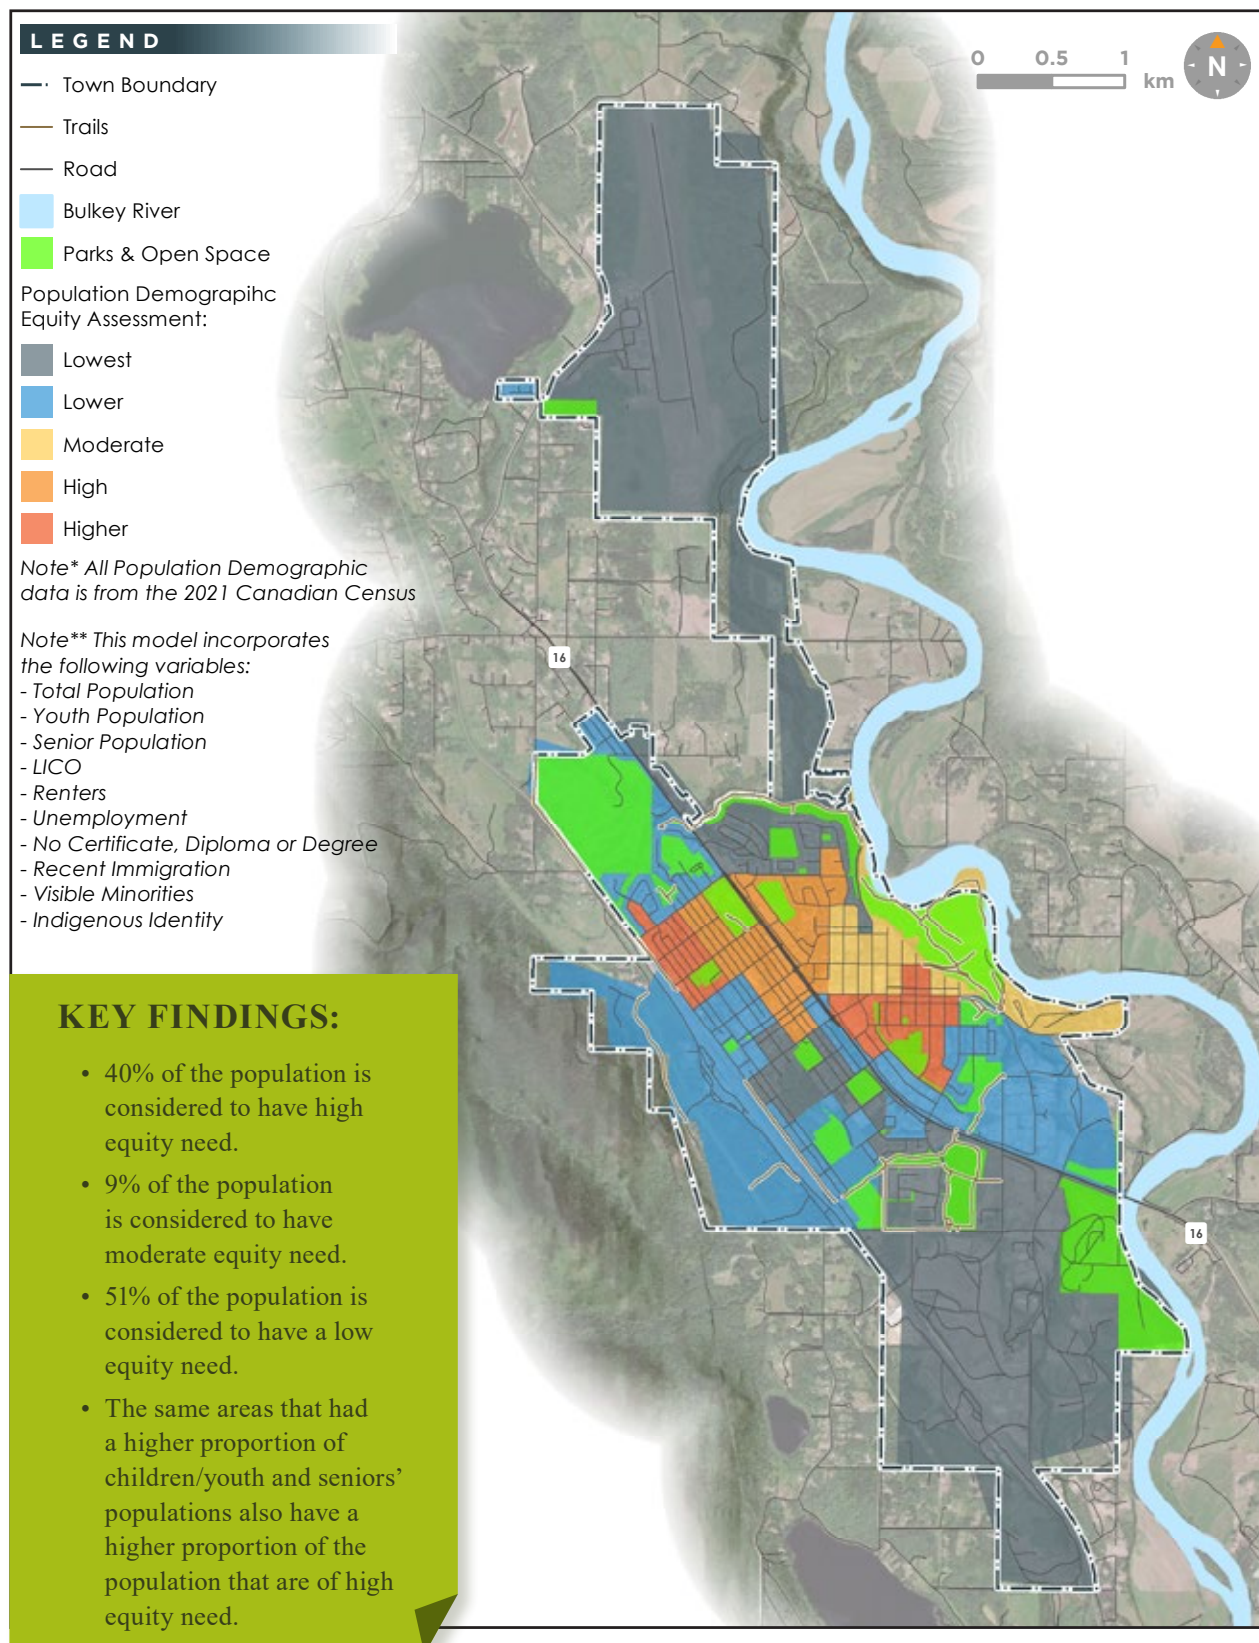 LEGEND
Town Boundary
Trails
Road
Bulkey River
Parks & Open Space
Population Demograpihc
Equity Assessment:
Lowest
Lower
Moderate
High
Higher
Note* All Population Demographic
data is from the 2021 Canadian Census
Note** This model incorporates
the following variables:
- Total Population
- Youth Population
- Senior Population
- LICO
- Renters
- Unemployment
- No Certificate, Diploma or Degree
- Recent Immigration
- Visible Minorities
- Indigenous Identity
KEY FINDINGS:
• 40% of the population is
considered to have high
equity need.
• 9% of the population
is considered to have
moderate equity need.
• 51% of the population is
considered to have a low
equity need.
• The same areas that had
a higher proportion of
children/youth and seniors’
populations also have a
higher proportion of the
population that are of high
equity need.
0 0.5 1
km
N
16
16